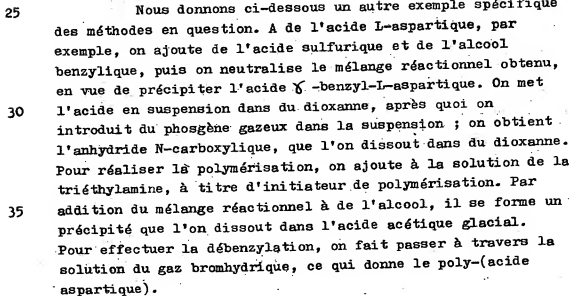 25 Nous donnons ci-dessous un autre exemple spécifique
des méthodes en question. A de l'acide L-aspartique, par
exemple, on ajoute de l'acide sulfurique et de l'alcool
benzylique, puis on neutralise le mélange réactionnel obtenu,
en vue de précipiter l'acide γ -benzyl-L-aspartique. On met
30 l'acide en suspension dans du dioxanne, après quoi on
introduit du phosgène gazeux dans la suspension ; on obtient
l'anhydride N-carboxylique, que l'on dissout dans du dioxanne.
Pour réaliser la polymérisation, on ajoute à la solution de la
triéthylamine, à titre d'initiateur de polymérisation. Par
35 addition du mélange réactionnel à de l'alcool, il se forme un
précipité que l'on dissout dans l'acide acétique glacial.
Pour effectuer la débenzylation, on fait passer à travers la
solution du gaz bromhydrique, ce qui donne le poly-(acide
aspartique).